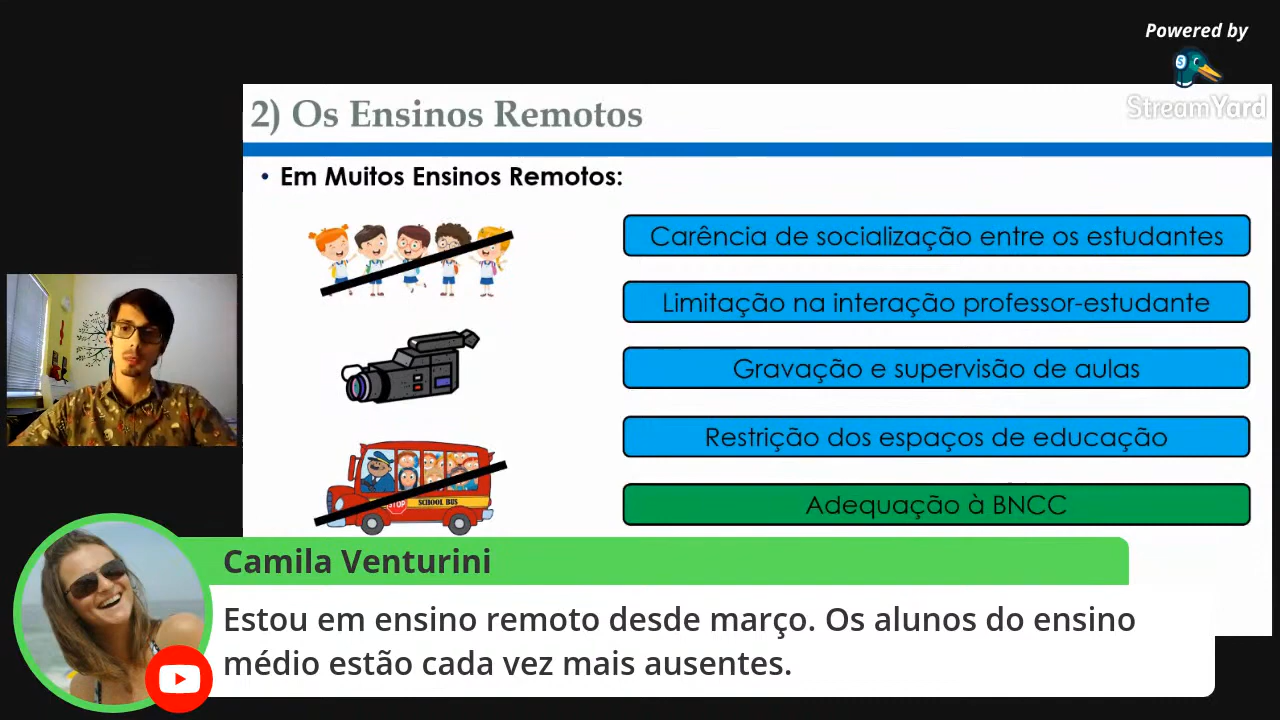 Powered by
StreamYard
2) Os Ensinos Remotos
• Em Muitos Ensinos Remotos:
Carência de socialização entre os estudantes
Limitação na interação professor-estudante
Gravação e supervisão de aulas
Restrição dos espaços de educação
STOP
SCHOOL BUS
Adequação à BNCC
Camila Venturini
Estou em ensino remoto desde março. Os alunos do ensino
médio estão cada vez mais ausentes.